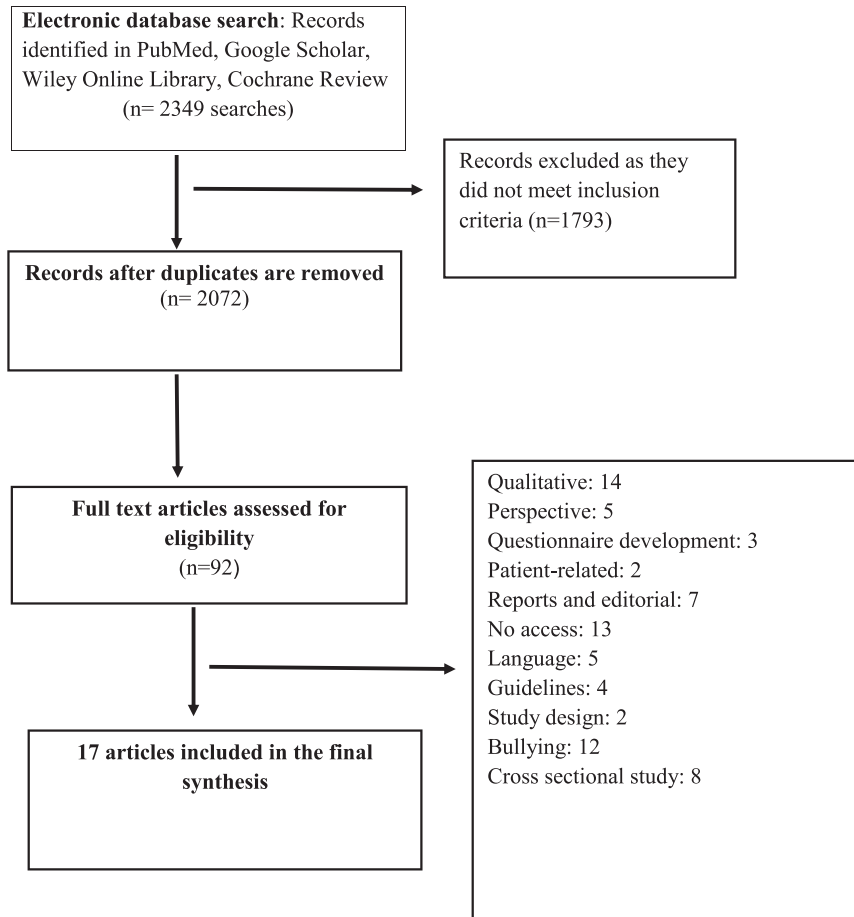 Electronic database search: Records
identified in PubMed, Google Scholar,
Wiley Online Library, Cochrane Review
(n= 2349 searches)
Records excluded as they
did not meet inclusion
criteria (n=1793)
Records after duplicates are removed
(n= 2072)
Full text articles assessed for
eligibility
(n=92)
Qualitative: 14
Perspective: 5
Questionnaire development: 3
Patient-related: 2
Reports and editorial: 7
No access: 13
Language: 5
Guidelines: 4
Study design: 2
Bullying: 12
Cross sectional study: 8
17 articles included in the final
synthesis